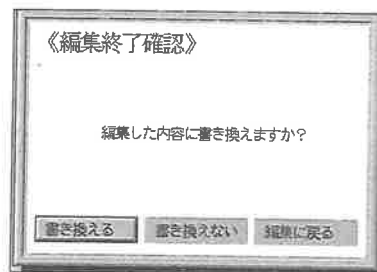 《編集終了確認》
編集した内容に書き換えますか?
書き換える 書き換えない 編集に戻る